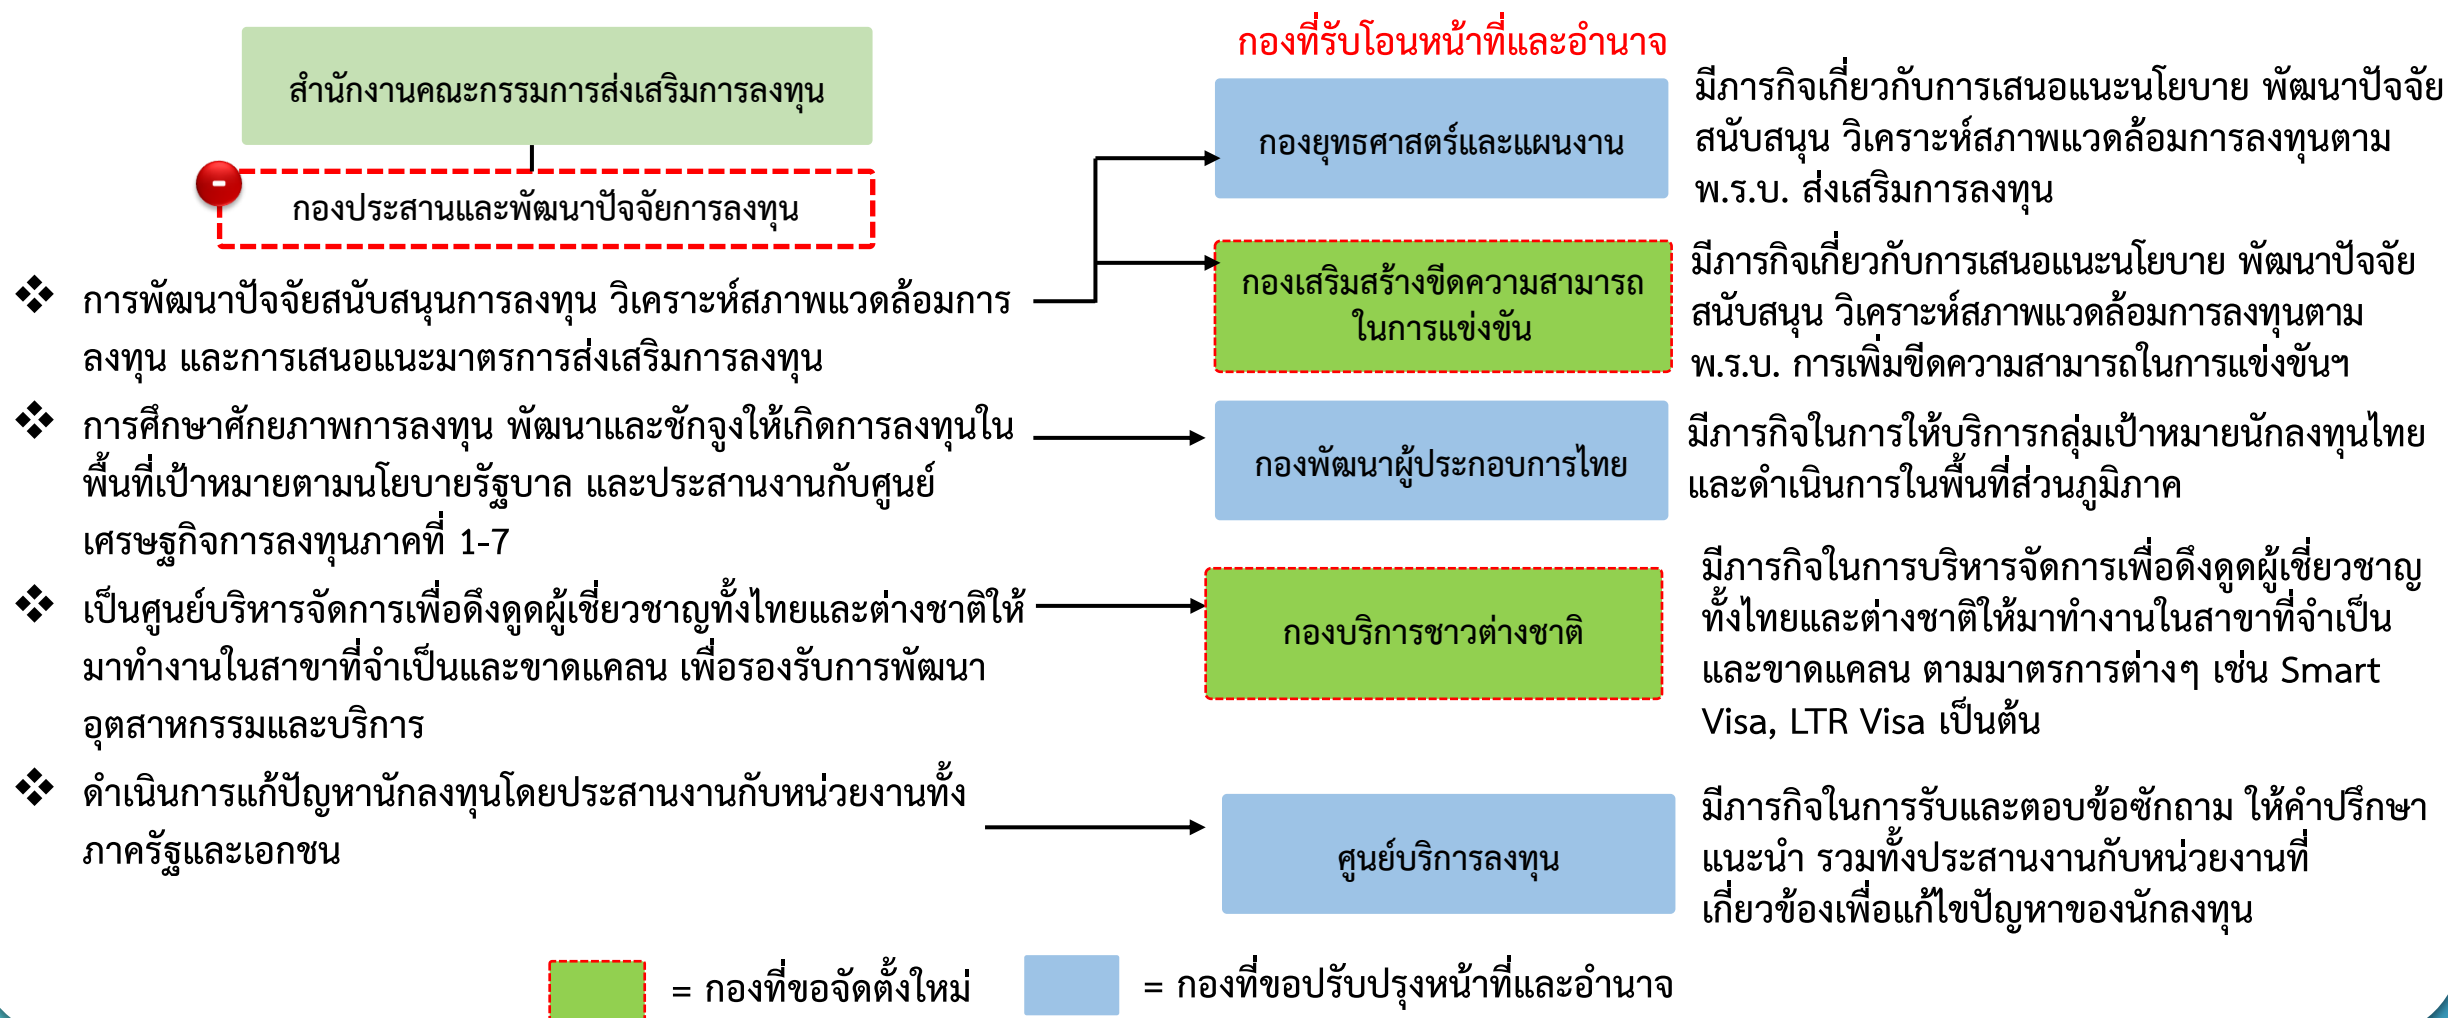 สำนักงานคณะกรรมการส่งเสริมการลงทุน
-
กองประสานและพัฒนาปัจจัยการลงทุน
❖ การพัฒนาปัจจัยสนับสนุนการลงทุน วิเคราะห์สภาพแวดล้อมการ
ลงทุน และการเสนอแนะมาตรการส่งเสริมการลงทุน
❖ การศึกษาศักยภาพการลงทุน พัฒนาและชักจูงให้เกิดการลงทุนใน
พื้นที่เป้าหมายตามนโยบายรัฐบาล และประสานงานกับศูนย์
เศรษฐกิจการลงทุนภาคที่ 1-7
❖ เป็นศูนย์บริหารจัดการเพื่อดึงดูดผู้เชี่ยวชาญทั้งไทยและต่างชาติให้
มาทำงานในสาขาที่จำเป็นและขาดแคลน เพื่อรองรับการพัฒนา
อุตสาหกรรมและบริการ
❖ ดำเนินการแก้ปัญหานักลงทุนโดยประสานงานกับหน่วยงานทั้ง
ภาครัฐและเอกชน
กองที่รับโอนหน้าที่และอำนาจ
กองยุทธศาสตร์และแผนงาน
มีภารกิจเกี่ยวกับการเสนอแนะนโยบาย พัฒนาปัจจัย
สนับสนุน วิเคราะห์สภาพแวดล้อมการลงทุนตาม
พ.ร.บ. ส่งเสริมการลงทุน
กองเสริมสร้างขีดความสามารถ
ในการแข่งขัน
มีภารกิจเกี่ยวกับการเสนอแนะนโยบาย พัฒนาปัจจัย
สนับสนุน วิเคราะห์สภาพแวดล้อมการลงทุนตาม
พ.ร.บ. การเพิ่มขีดความสามารถในการแข่งขันฯ
กองพัฒนาผู้ประกอบการไทย
มีภารกิจในการให้บริการกลุ่มเป้าหมายนักลงทุนไทย
และดำเนินการในพื้นที่ส่วนภูมิภาค
กองบริการชาวต่างชาติ
มีภารกิจในการบริหารจัดการเพื่อดึงดูดผู้เชี่ยวชาญ
ทั้งไทยและต่างชาติให้มาทำงานในสาขาที่จำเป็น
และขาดแคลน ตามมาตรการต่างๆ เช่น Smart
Visa, LTR Visa เป็นต้น
ศูนย์บริการลงทุน
มีภารกิจในการรับและตอบข้อซักถาม ให้คำปรึกษา
แนะนำ รวมทั้งประสานงานกับหน่วยงานที่
เกี่ยวข้องเพื่อแก้ไขปัญหาของนักลงทุน
= กองที่ขอจัดตั้งใหม่
= กองที่ขอปรับปรุงหน้าที่และอำนาจ